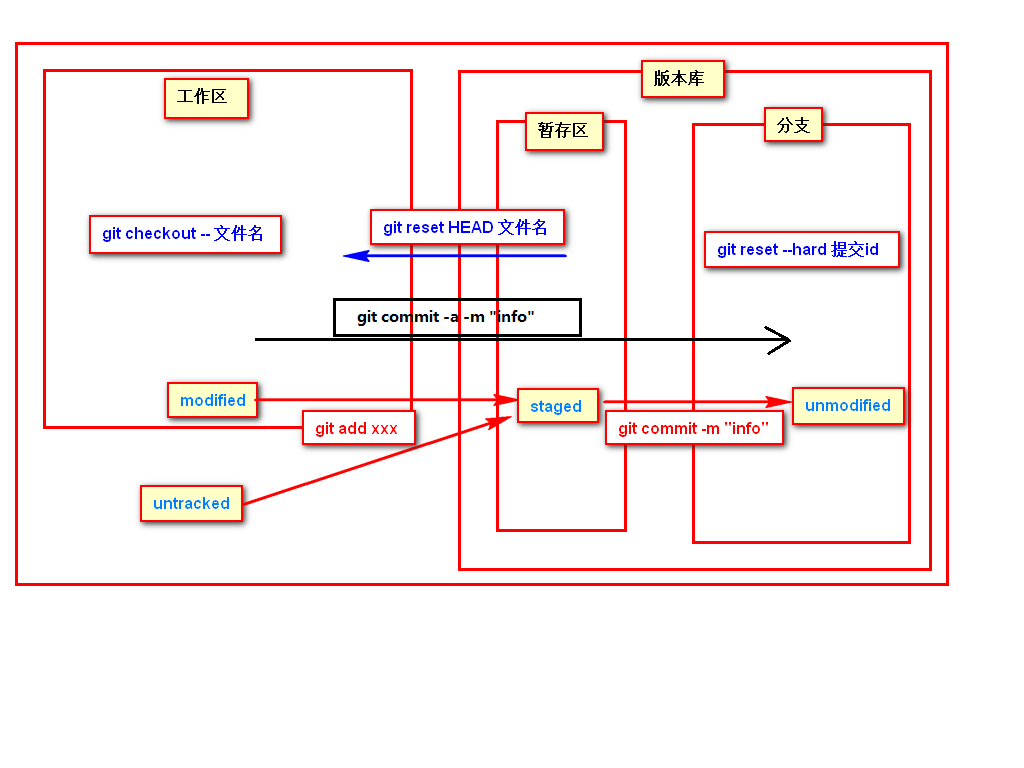 版本库
工作区
分支
暂存区
git reset HEAD 文件名
git checkout -- 文件名
git reset --hard 提交id
git commit -a -m "info"
modified
staged
unmodified
git add xxx
git commit -m "info"
untracked